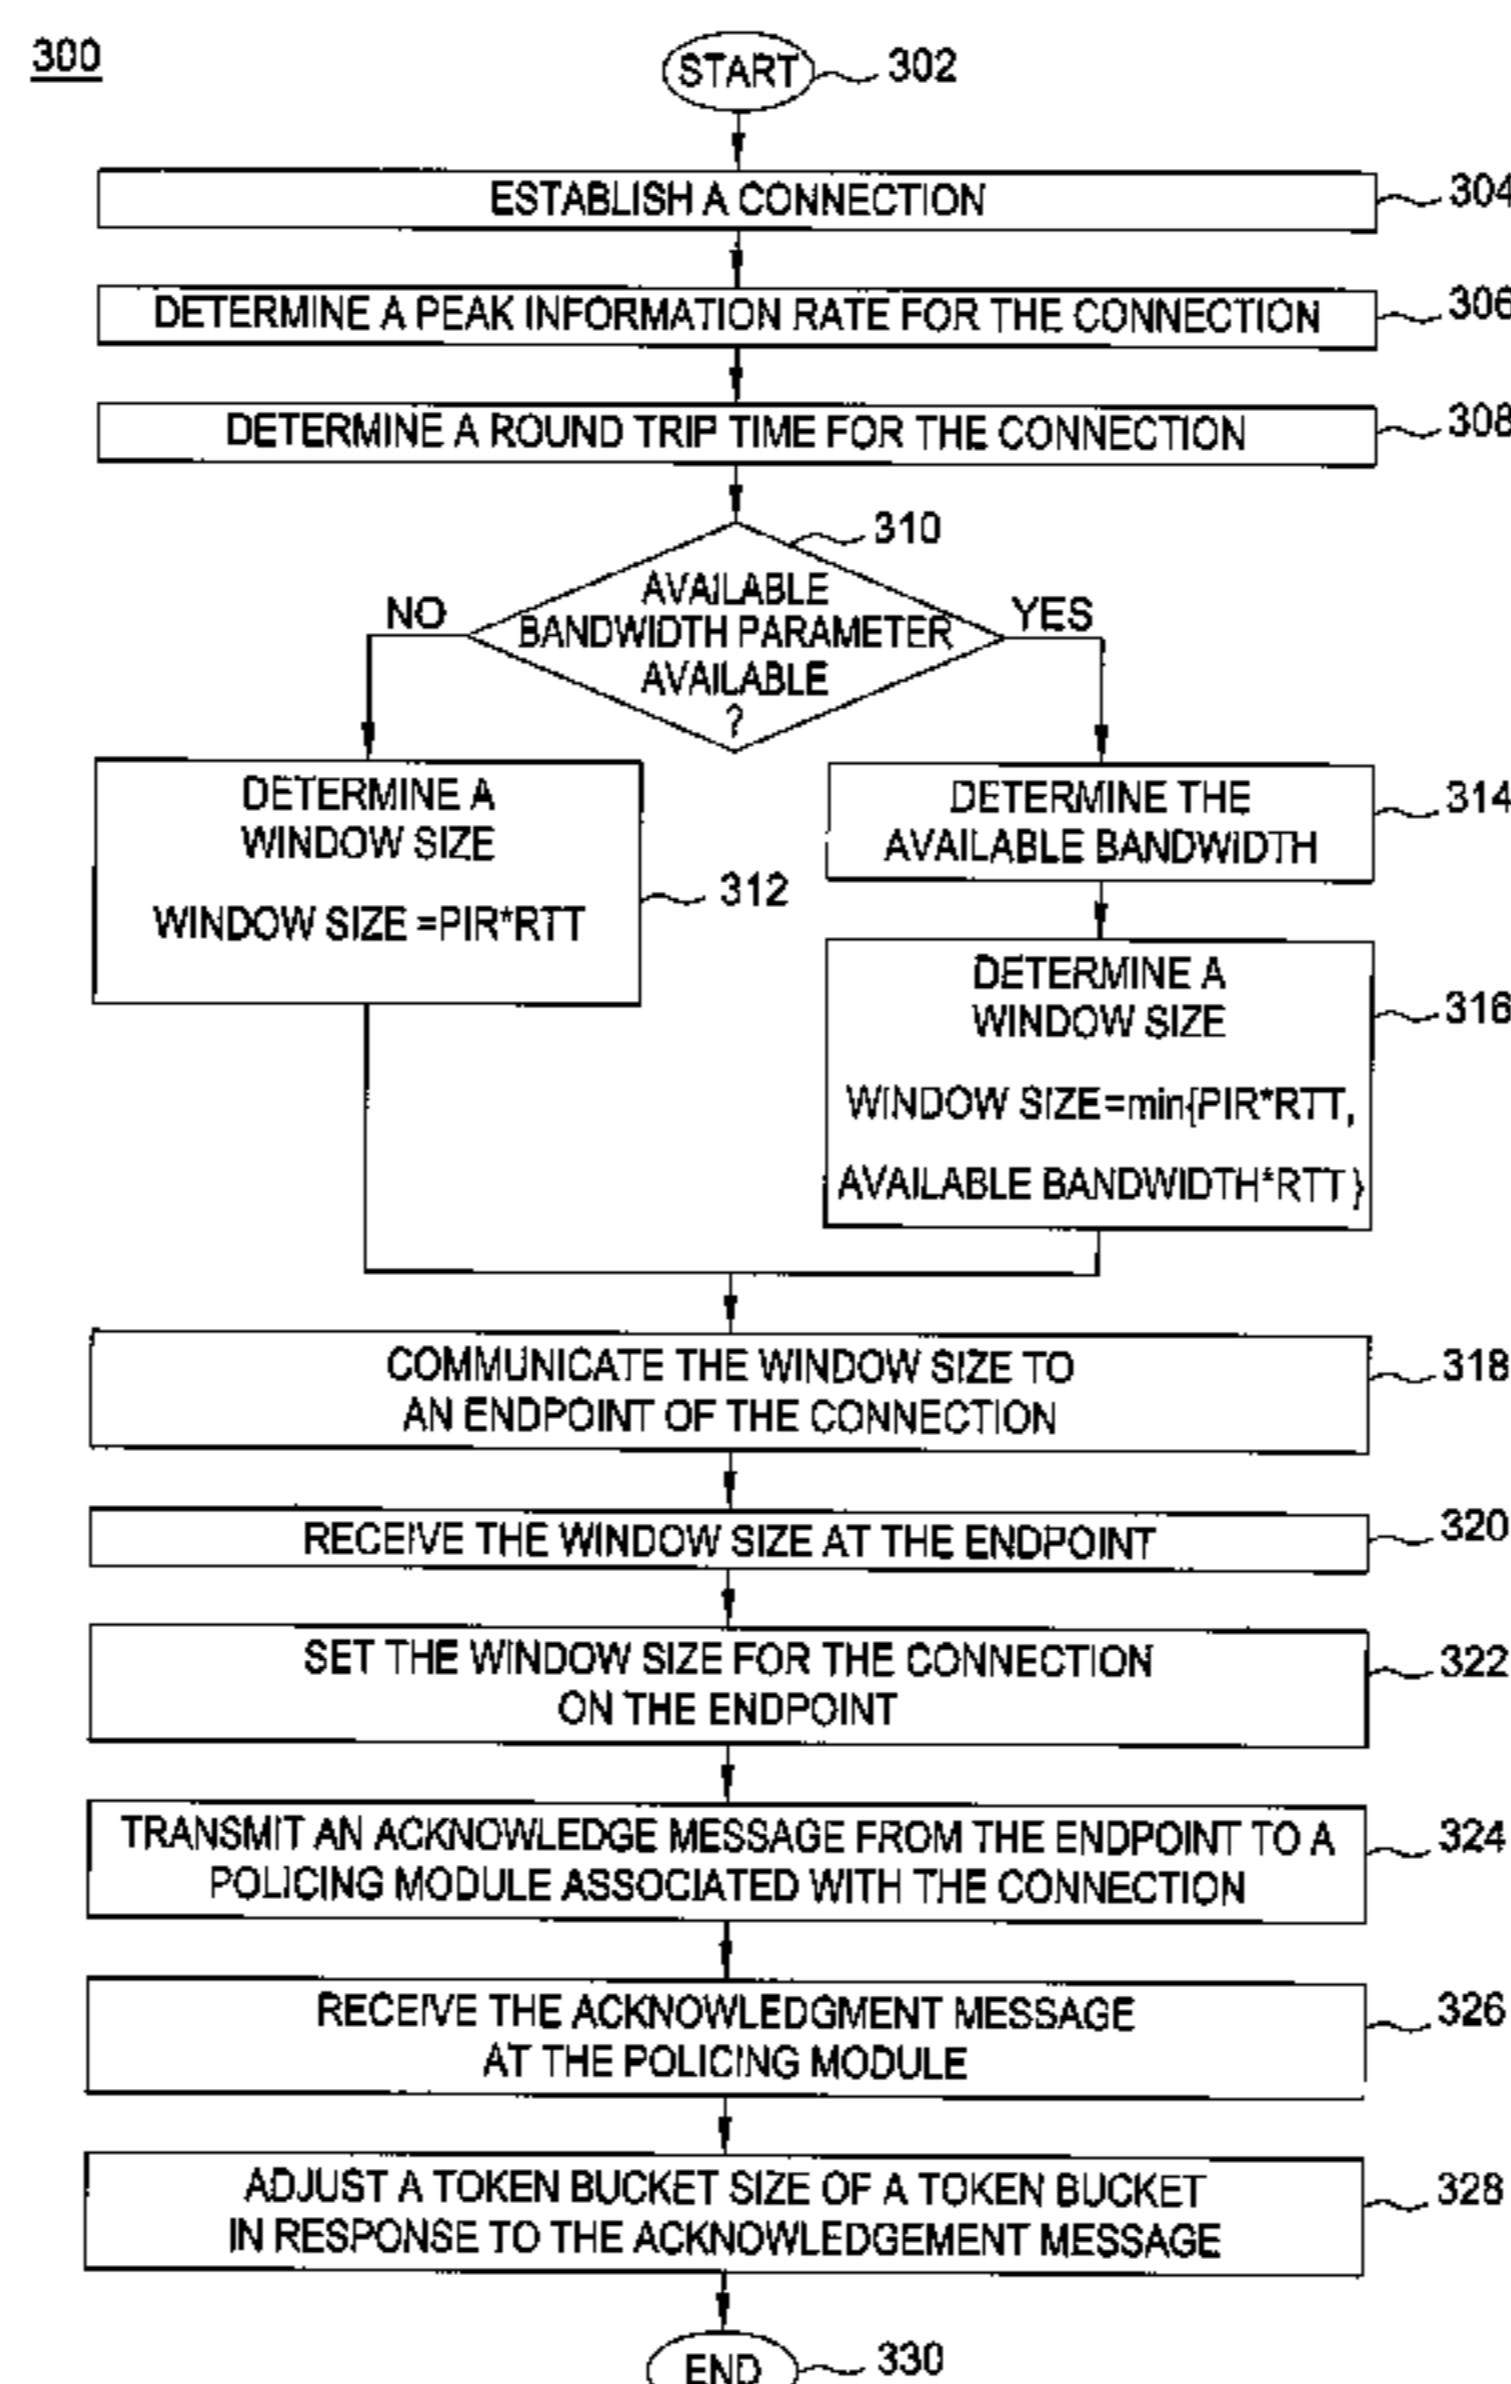 300
START 302
ESTABLISH A CONNECTION 304
DETERMINE A PEAK INFORMATION RATE FOR THE CONNECTION 306
DETERMINE A ROUND TRIP TIME FOR THE CONNECTION 308
310
AVAILABLE
NO BANDWIDTH PARAMETER YES
AVAILABLE
?
DETERMINE A
WINDOW SIZE
WINDOW SIZE =PIR*RTT
312
DETERMINE THE
AVAILABLE BANDWIDTH
314
DETERMINE A
WINDOW SIZE
WINDOW SIZE=min{PIR*RTT,
AVAILABLE BANDWIDTH*RTT}
316
COMMUNICATE THE WINDOW SIZE TO
AN ENDPOINT OF THE CONNECTION
318
RECEIVE THE WINDOW SIZE AT THE ENDPOINT 320
SET THE WINDOW SIZE FOR THE CONNECTION
ON THE ENDPOINT
322
TRANSMIT AN ACKNOWLEDGE MESSAGE FROM THE ENDPOINT TO A
POLICING MODULE ASSOCIATED WITH THE CONNECTION
324
RECEIVE THE ACKNOWLEDGMENT MESSAGE
AT THE POLICING MODULE
326
ADJUST A TOKEN BUCKET SIZE OF A TOKEN BUCKET
IN RESPONSE TO THE ACKNOWLEDGEMENT MESSAGE
328
END 330